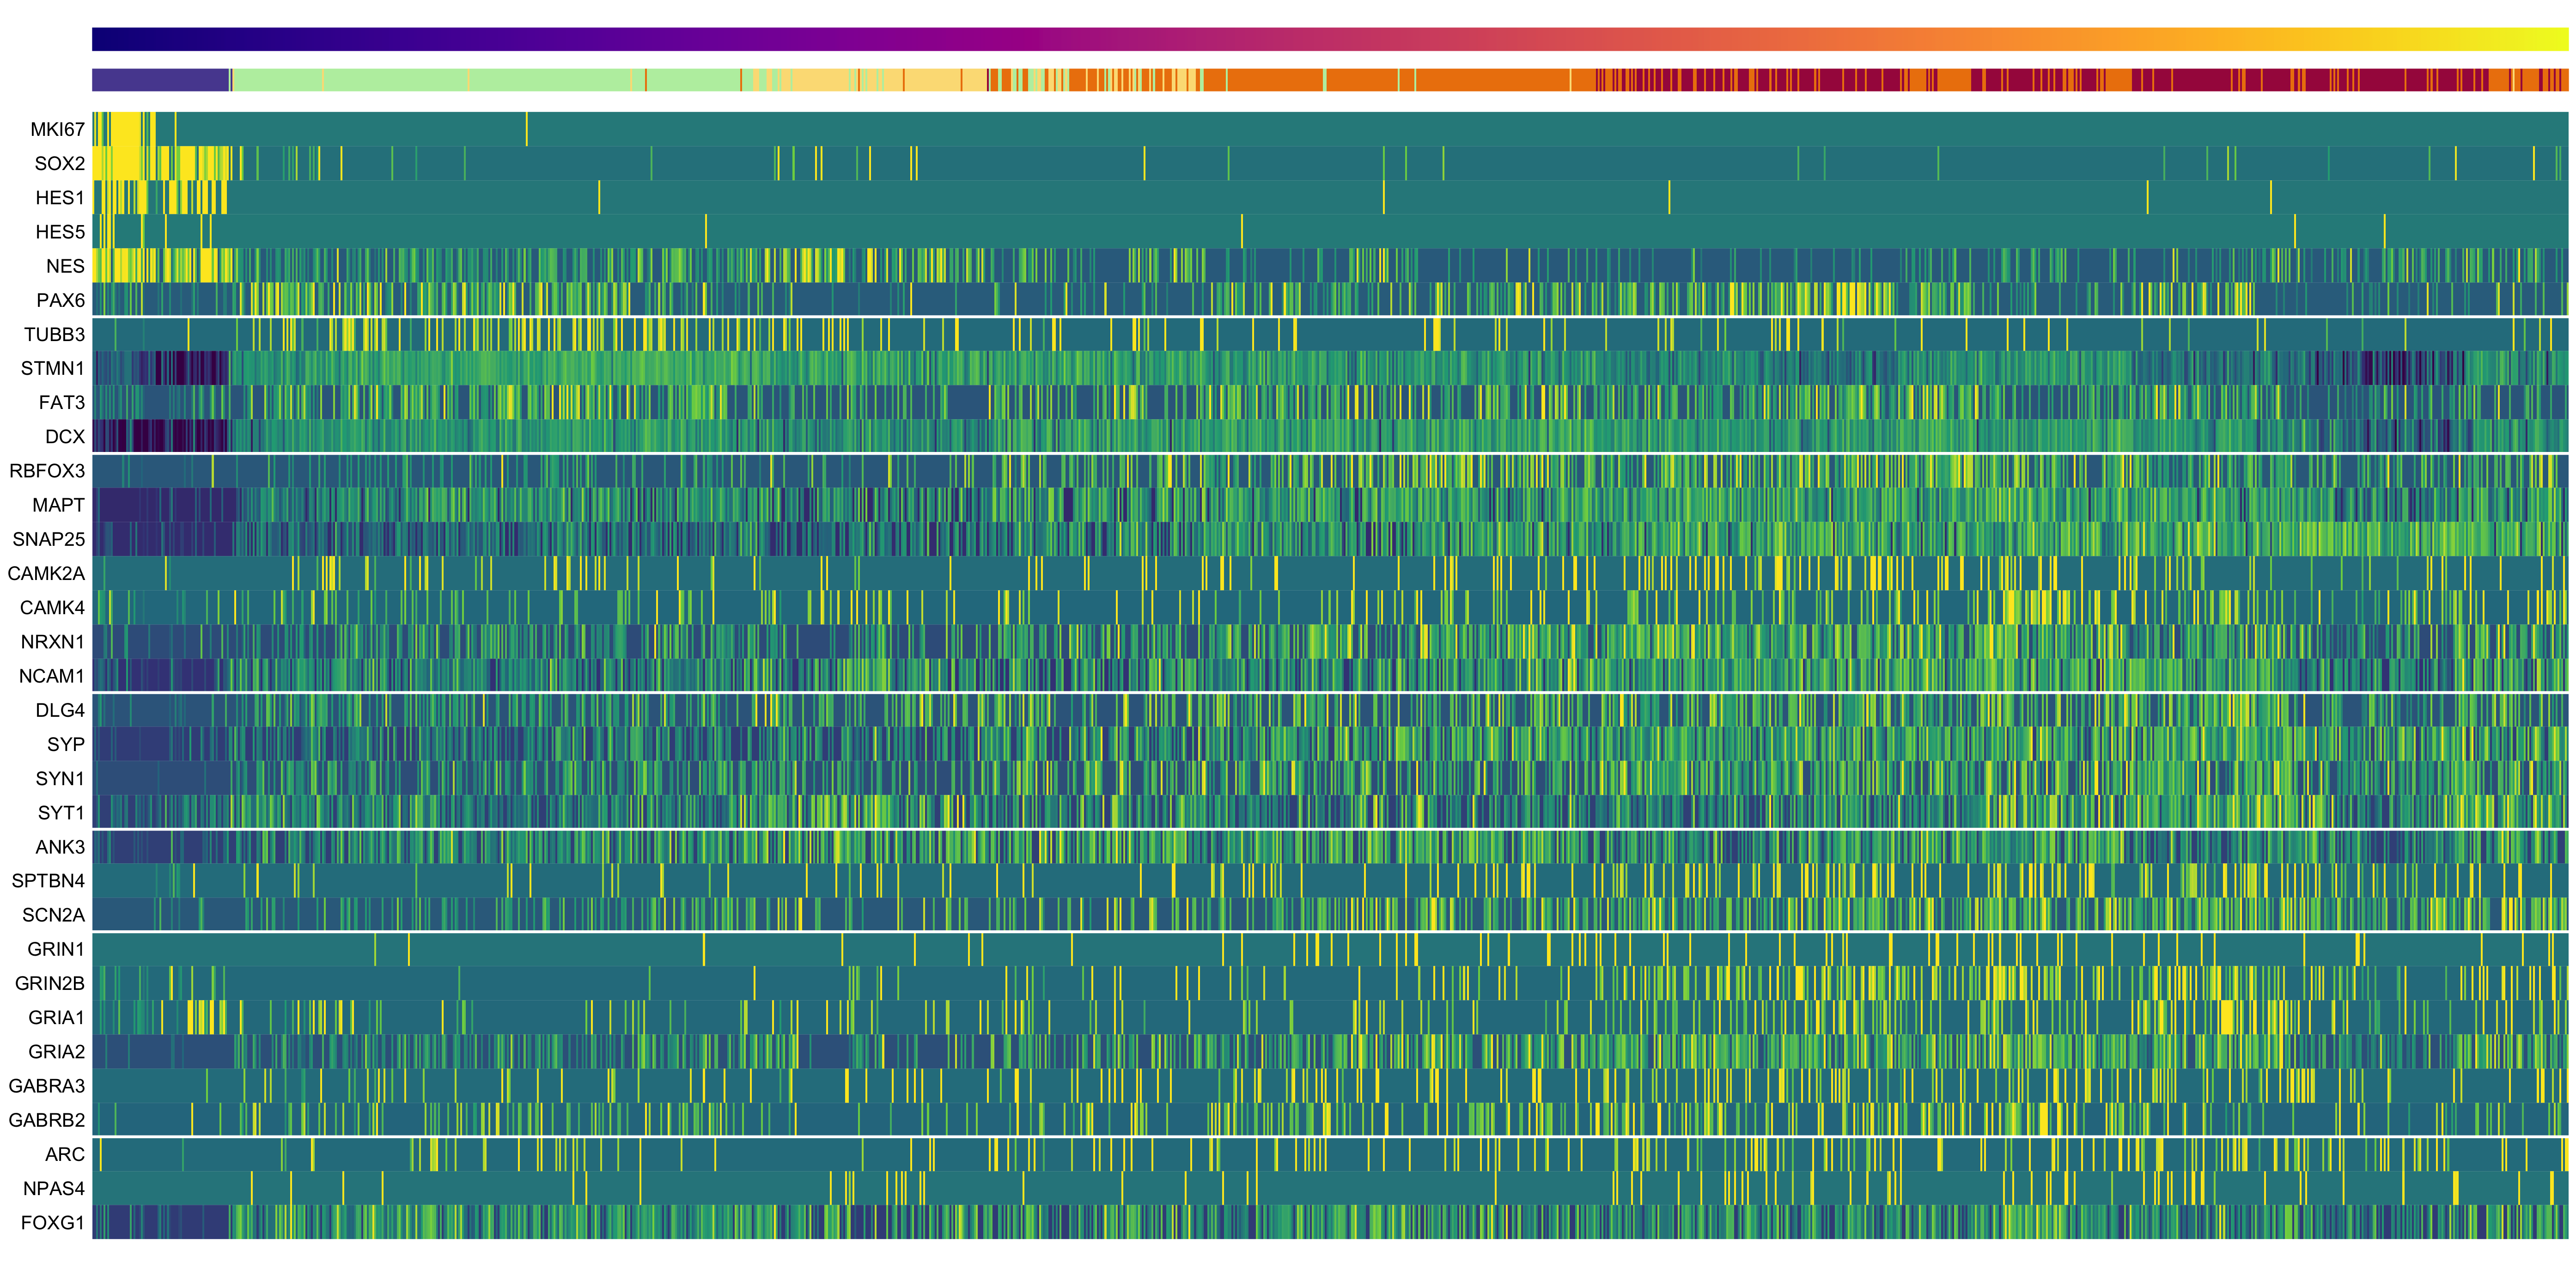 MKI67
SOX2
HES1
HES5
NES
PAX6
TUBB3
STMN1
FAT3
DCX
RBFOX3
MAPT
SNAP25
CAMK2A
CAMK4
NRXN1
NCAM1
DLG4
SYP
SYN1
SYT1
ANK3
SPTBN4
SCN2A
GRIN1
GRIN2B
GRIA1
GRIA2
GABRA3
GABRB2
ARC
NPAS4
FOXG1